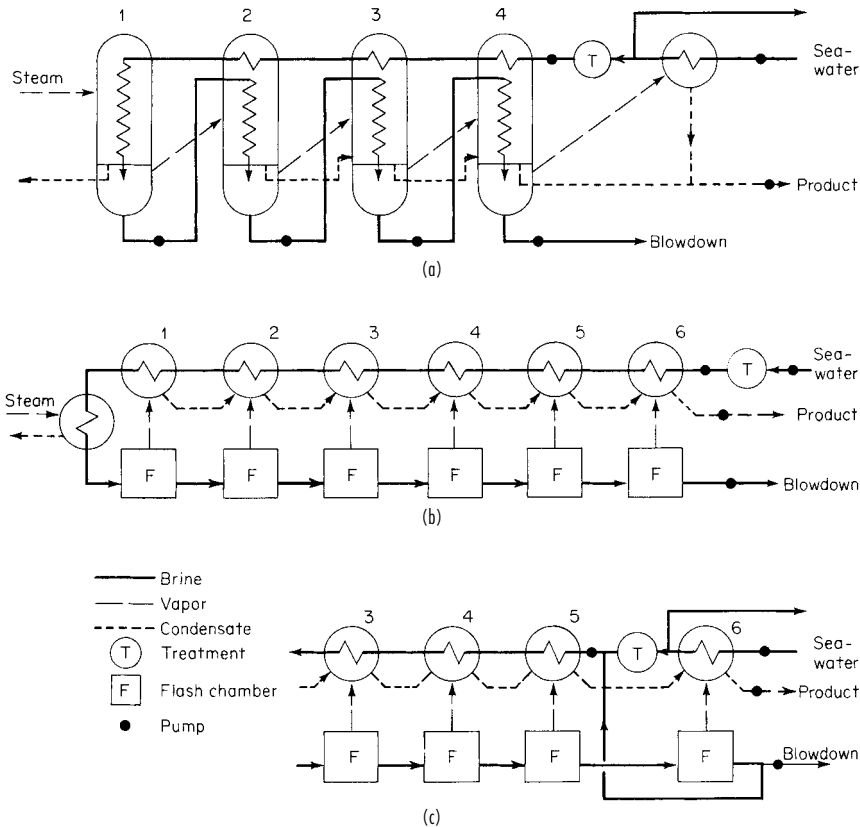 1 2 3 4
Steam
T
Sea-
water
Product
Blowdown
(a)
1 2 3 4 5 6
Steam
T
Sea-
water
Product
F F F F F F
Blowdown
(b)
Brine
Vapor
Condensate
T Treatment
F Flash chamber
Pump
3 4 5 6
T
Sea-
water
Product
F F F F
Blowdown
(c)